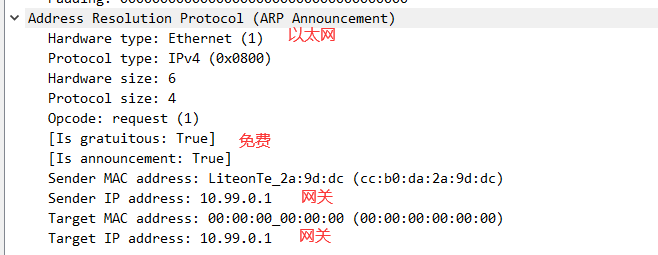 Address Resolution Protocol (ARP Announcement)
Hardware type: Ethernet (1) 以太网
Protocol type: IPv4 (0x0800)
Hardware size: 6
Protocol size: 4
Opcode: request (1)
[Is gratuitous: True] 免费
[Is announcement: True]
Sender MAC address: LiteonTe_2a:9d:dc (cc:b0:da:2a:9d:dc)
Sender IP address: 10.99.0.1 网关
Target MAC address: 00:00:00_00:00:00 (00:00:00:00:00:00)
Target IP address: 10.99.0.1 网关